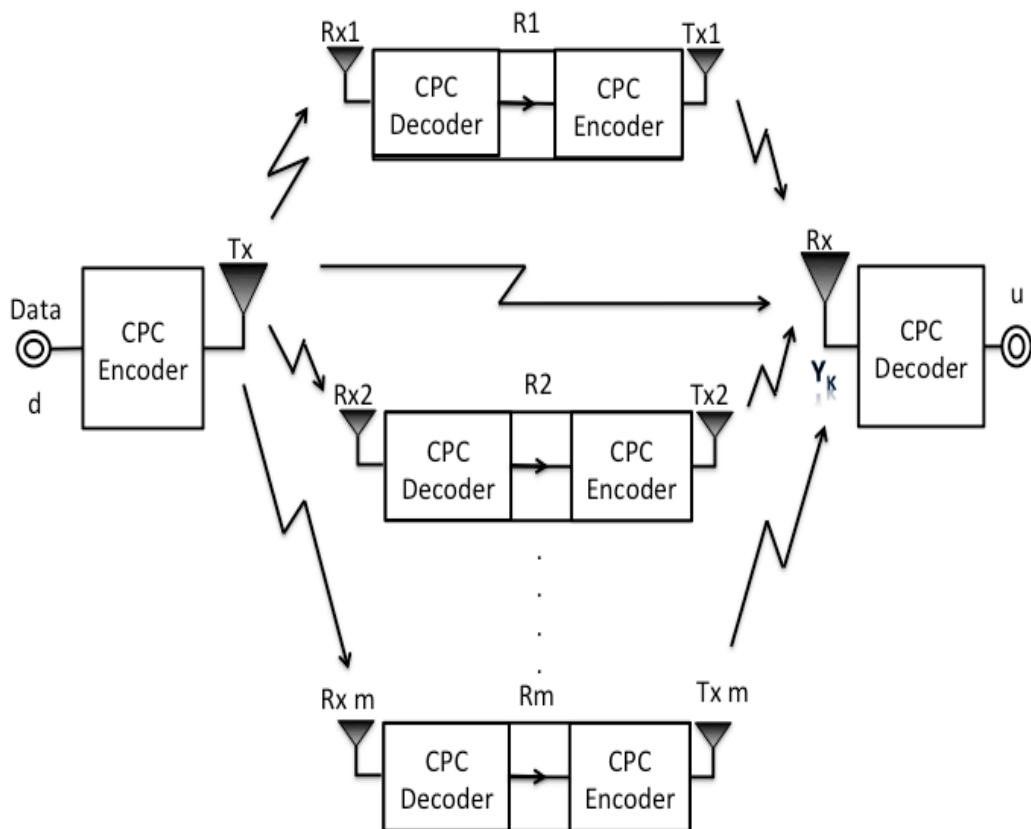 R1
Rx1
Tx1
CPC
Decoder
CPC
Encoder
Tx
Rx
Data
d
CPC
Encoder
Y_K
CPC
Decoder
u
R2
Rx2
Tx2
CPC
Decoder
CPC
Encoder
Rm
Rx m
Tx m
CPC
Decoder
CPC
Encoder